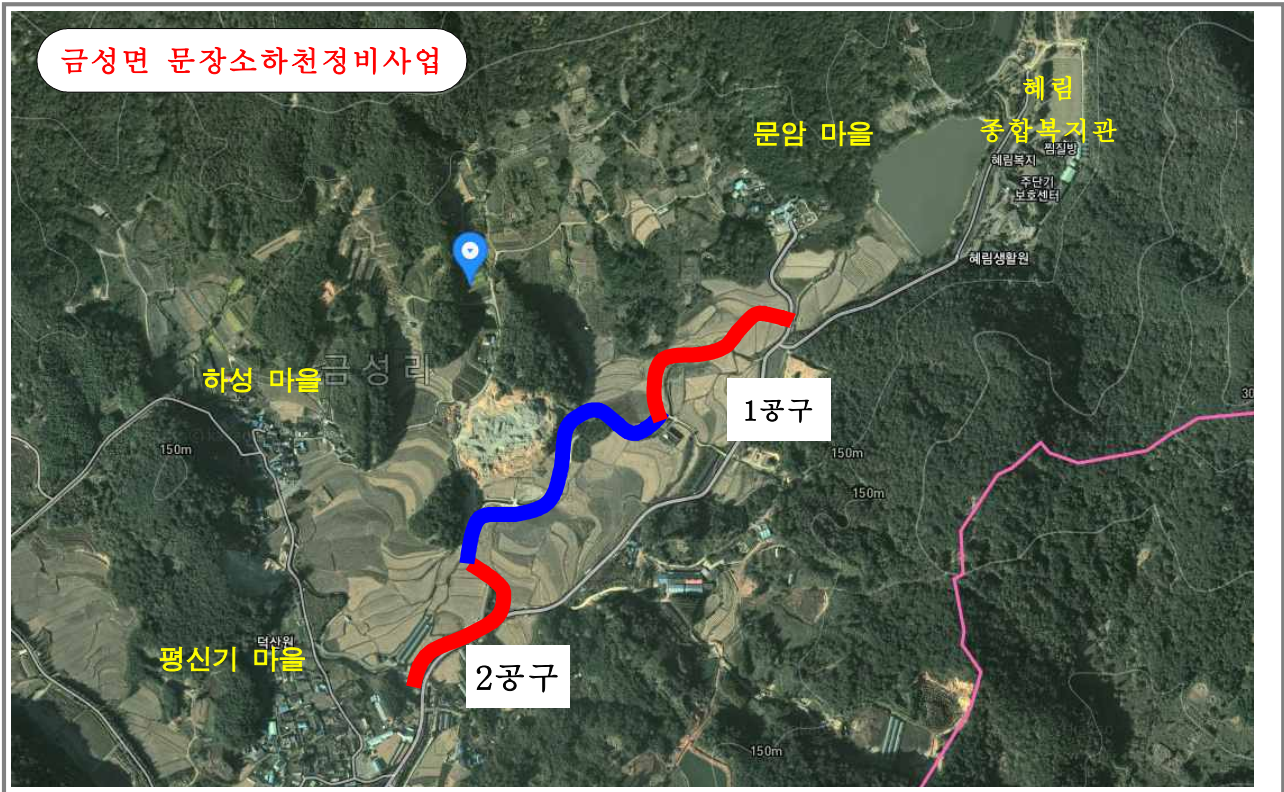 금성면 문장소하천정비사업
혜림
종합복지관
문암 마을
찜질방
혜림복지
주단기
보호센터
혜림생활원
금성리
하성 마을
1공구
150m
150m
150m
30
덕산원
평신기 마을
2공구
150m